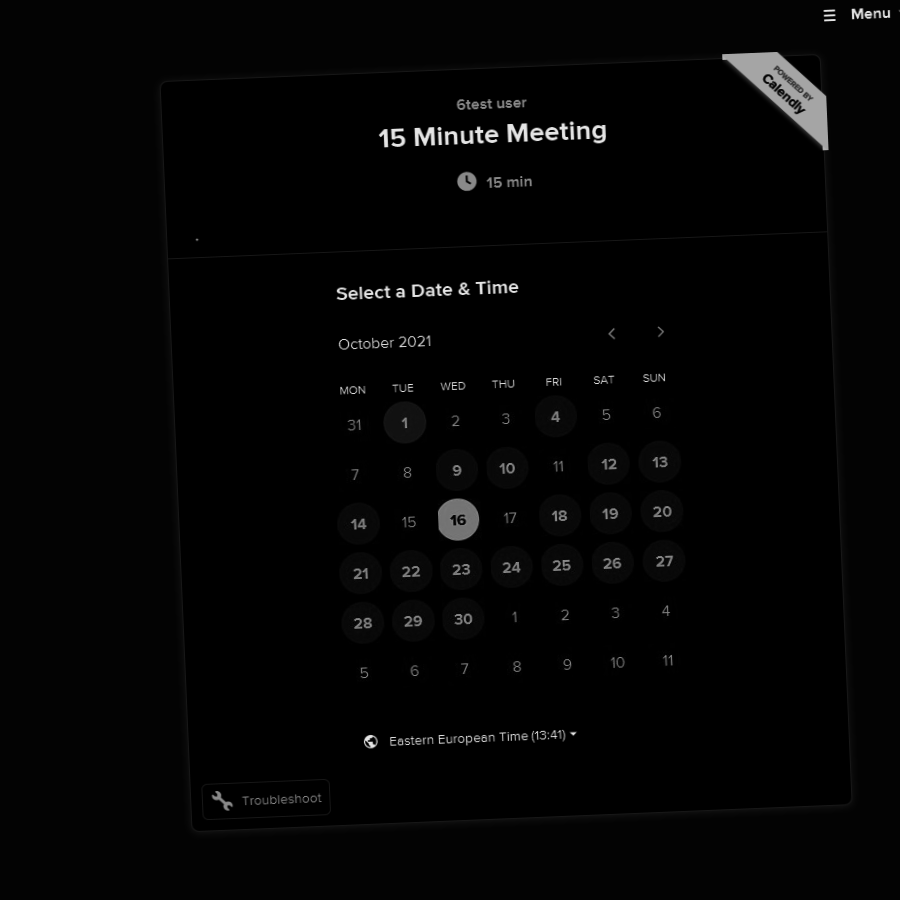 ☰ Menu
POWERED BY
Calendly
6test user
15 Minute Meeting
15 min
Select a Date & Time
October 2021
MON TUE WED THU FRI SAT SUN
31 1 2 3 4 5 6
7 8 9 10 11 12 13
14 15 16 17 18 19 20
21 22 23 24 25 26 27
28 29 30 1 2 3 4
5 6 7 8 9 10 11
Eastern European Time (13:41)
Troubleshoot